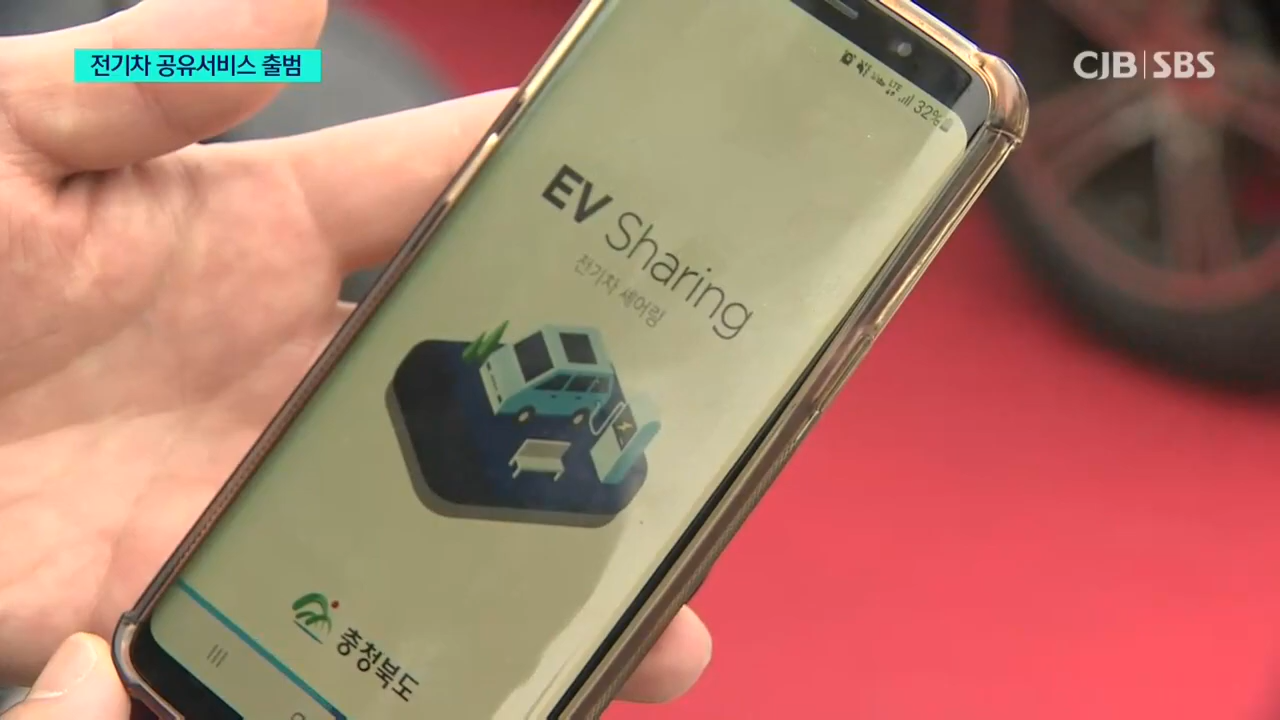 전기차 공유서비스 출범
CJB SBS
LTE
32%
EV Sharing
전기차 셰어링
충청북도